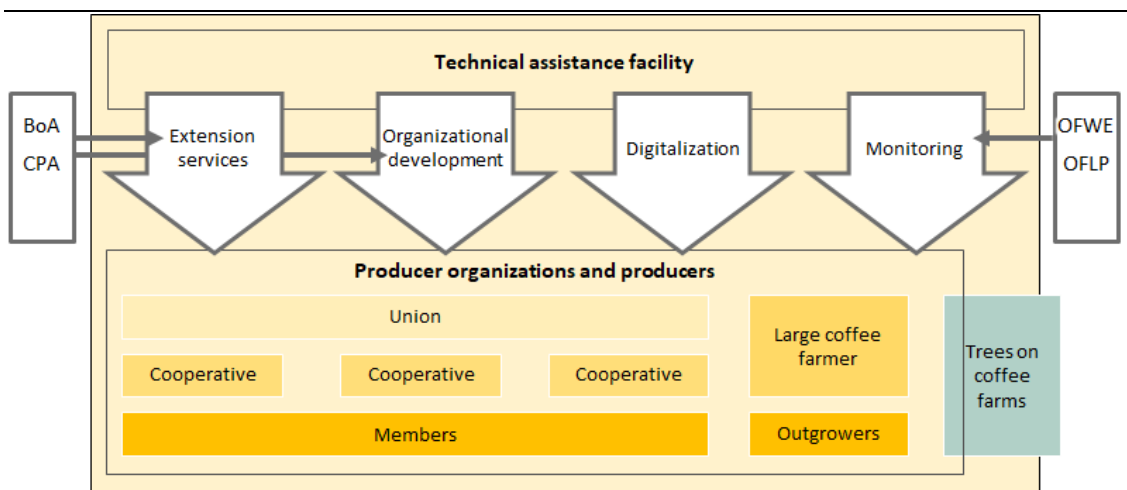 Technical assistance facility
BoA
CPA
Extension
services
Organizational
development
Digitalization
Monitoring
OFWE
OFLP
Producer organizations and producers
Union
Cooperative
Cooperative
Cooperative
Members
Large coffee
farmer
Outgrowers
Trees on
coffee
farms